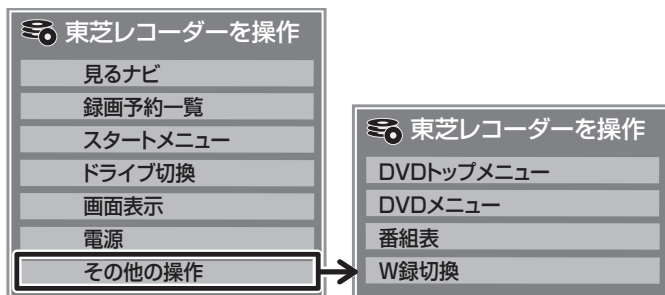 東芝レコーダーを操作
見るナビ
録画予約一覧
スタートメニュー
ドライブ切換
画面表示
電源
その他の操作
東芝レコーダーを操作
DVDトップメニュー
DVDメニュー
番組表
W録切換